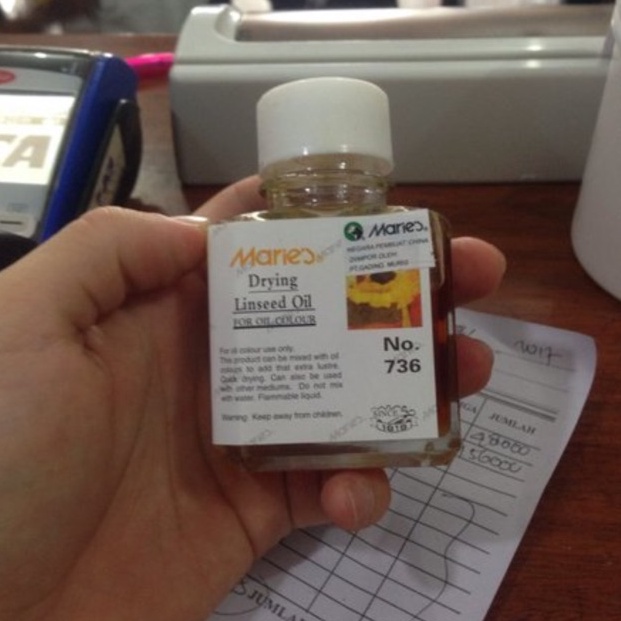 Marie's
Drying
Linseed Oil
FOR OIL COLOUR
For oil colour use only.
This product can be mixed with oil
colours to add that extra lustre.
Quick drying. Can also be used
with other mediums. Do not mix
with water. Flammable liquid.
Warning: Keep away from children.
Marie's
NEGARA PEMBUAT :CHINA
DIIMPOR OLEH
PT.GADING MURNI
No.
736
SINCE
1919
JUMLAH
48000
56000
JUMLAH